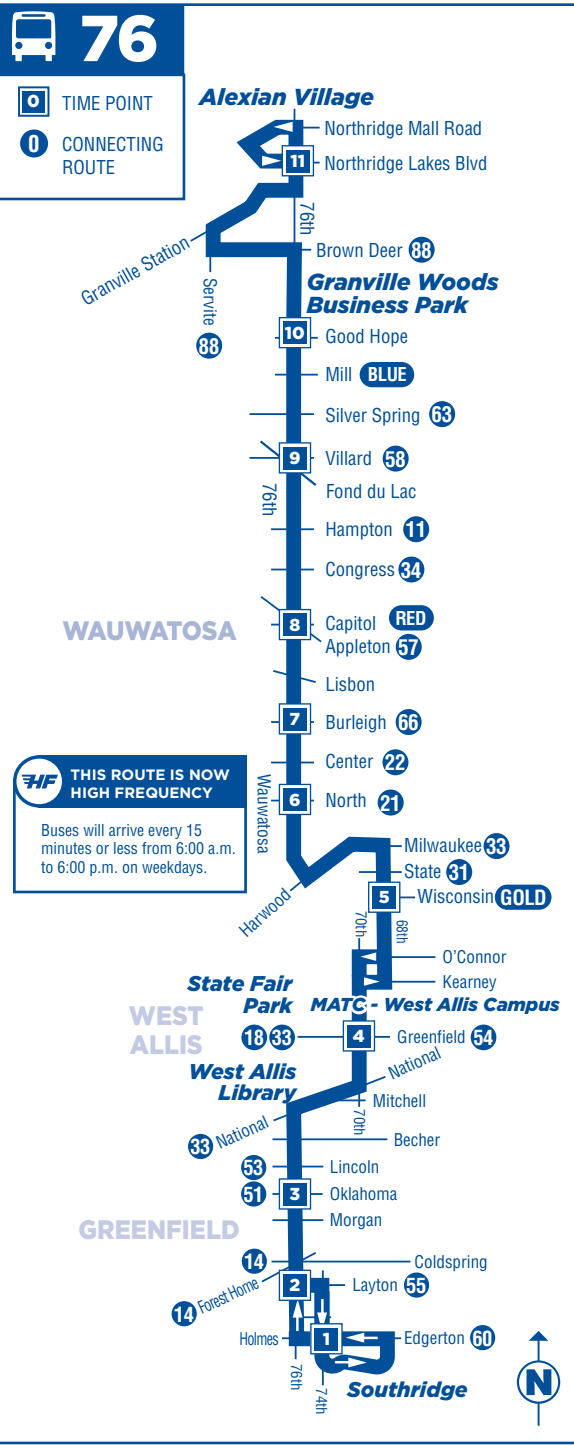 76
0 TIME POINT
0 CONNECTING
ROUTE
Alexian Village
Northridge Mall Road
11 Northridge Lakes Blvd
76th
Granville Station
Brown Deer 88
Servite
88
Granville Woods
Business Park
10 Good Hope
Mill BLUE
Silver Spring 63
9 Villard 58
Fond du Lac
76th
Hampton 11
Congress 34
WAUWATOSA
8 Capitol RED
Appleton 57
Lisbon
7 Burleigh 66
Center 22
HF THIS ROUTE IS NOW
HIGH FREQUENCY
Buses will arrive every 15
minutes or less from 6:00 a.m.
to 6:00 p.m. on weekdays.
Wauwatosa
6 North 21
Milwaukee 33
State 31
5 Wisconsin GOLD
Harwood
70th
68th
O'Connor
Kearney
State Fair
Park
MATC - West Allis Campus
WEST
ALLIS
18 33
4 Greenfield 54
West Allis
Library
National
Mitchell
70th
33 National
Becher
53 Lincoln
51 3 Oklahoma
Morgan
GREENFIELD
14 Coldspring
14 Forest Home
2 Layton 55
Holmes 1 Edgerton 60
76th
74th
Southridge
N